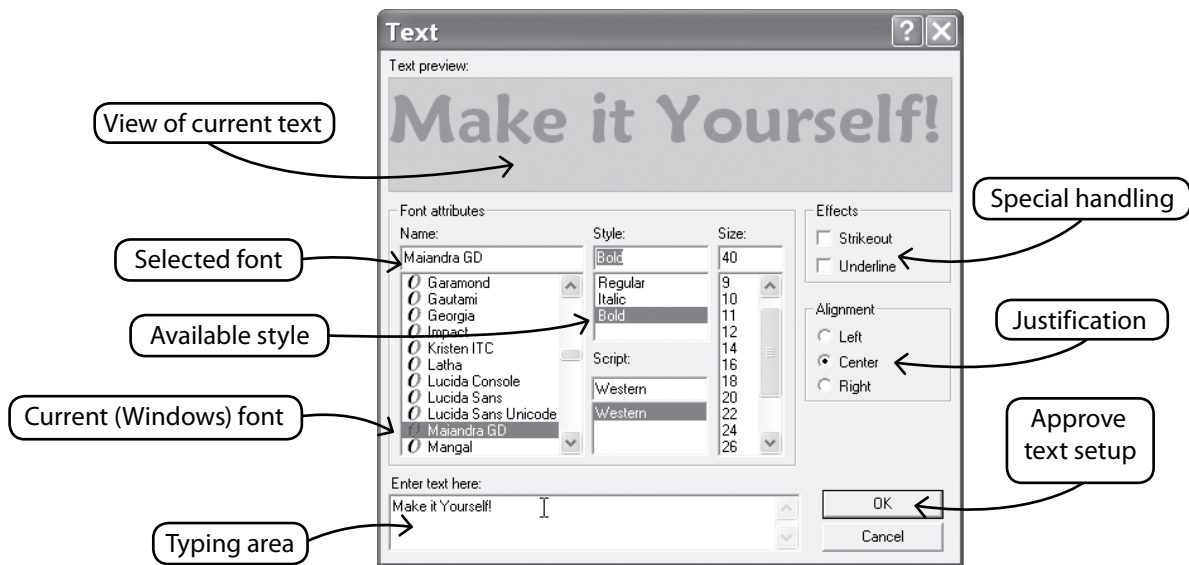 Text
Text preview:
Make it Yourself!
View of current text
Special handling
Font attributes
Name:
Style:
Size:
Effects
Strikeout
Underline
Selected font
Maiandra GD
Bold
40
Garamond
Gautami
Georgia
Impact
Kristen ITC
Latha
Lucida Console
Lucida Sans
Lucida Sans Unicode
Maiandra GD
Mangal
Available style
Regular
Italic
Bold
Script:
Western
Western
9
10
11
12
14
16
18
20
22
24
26
Alignment
Left
Center
Right
Justification
Current (Windows) font
Approve
text setup
Enter text here:
Make it Yourself!
Typing area
OK
Cancel